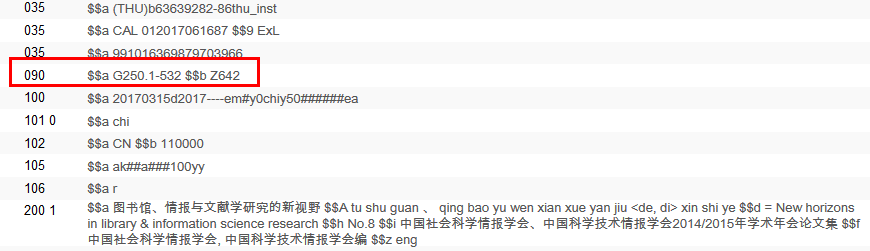 035 $$a (THU)b63639282-86thu_inst
035 $$a CAL 012017061687 $$9 ExL
035 $$a 991016369879703966
090 $$a G250.1-532 $$b Z642
100 $$a 20170315d2017----em#y0chiy50######ea
101 0 $$a chi
102 $$a CN $$b 110000
105 $$a ak##a###100yy
106 $$a r
200 1 $$a 图书馆、情报与文献学研究的新视野 $$A tu shu guan 、 qing bao yu wen xian xue yan jiu <de, di> xin shi ye $$d = New horizons
in library & information science research $$h No.8 $$i 中国社会科学情报学会、中国科学技术情报学会2014/2015年学术年会论文集 $$f
中国社会科学情报学会, 中国科学技术情报学会编 $$z eng